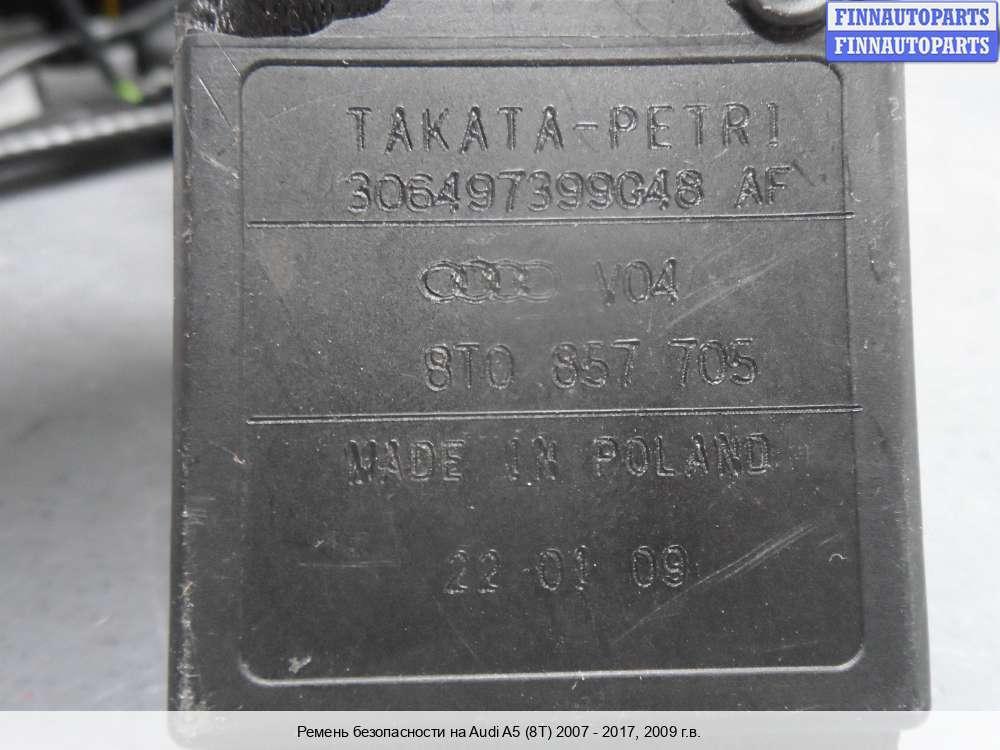 FINNAUTOPARTS
FINNAUTOPARTS
TAKATA-PETRI
306497399G48 AF
V04
8T0 857 705
MADE IN POLAND
22 01 09
Ремень безопасности на Audi A5 (8T) 2007 - 2017, 2009 г.в.